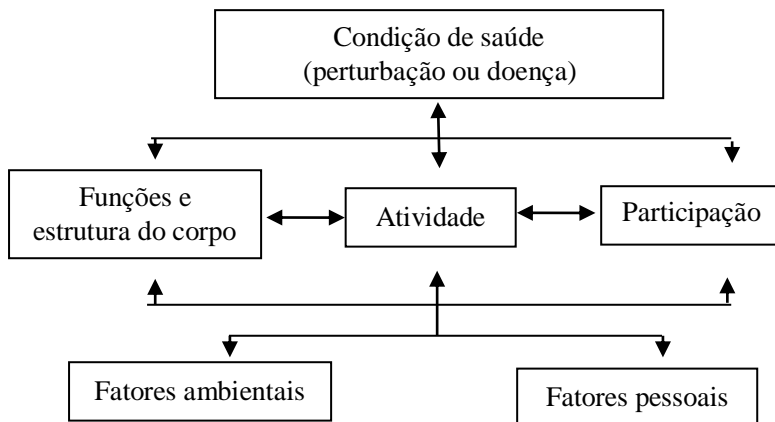 Condição de saúde
(perturbação ou doença)
Funções e
estrutura do corpo
Atividade
Participação
Fatores ambientais
Fatores pessoais